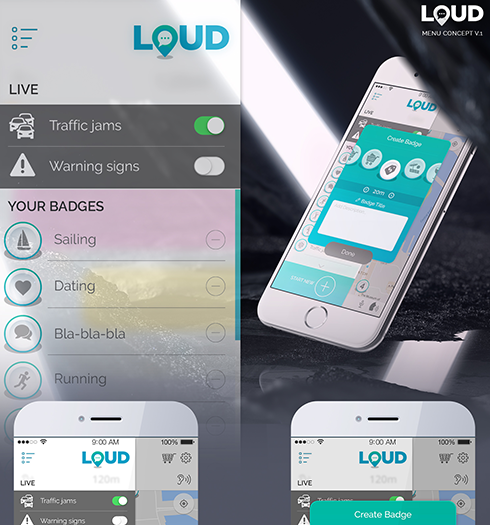 LOUD
LIVE
Traffic jams
Warning signs
YOUR BADGES
Sailing
Dating
Bla-bla-bla
Running
9:00 AM
100%
LOUD
120m
LIVE
Traffic jams
Warning signs
LOUD
MENU CONCEPT V.1
LOUD
LIVE
Create Badge
20m
Badge Title
Done
9:00 AM
100%
LOUD
120m
LIVE
Traffic jams
Create Badge